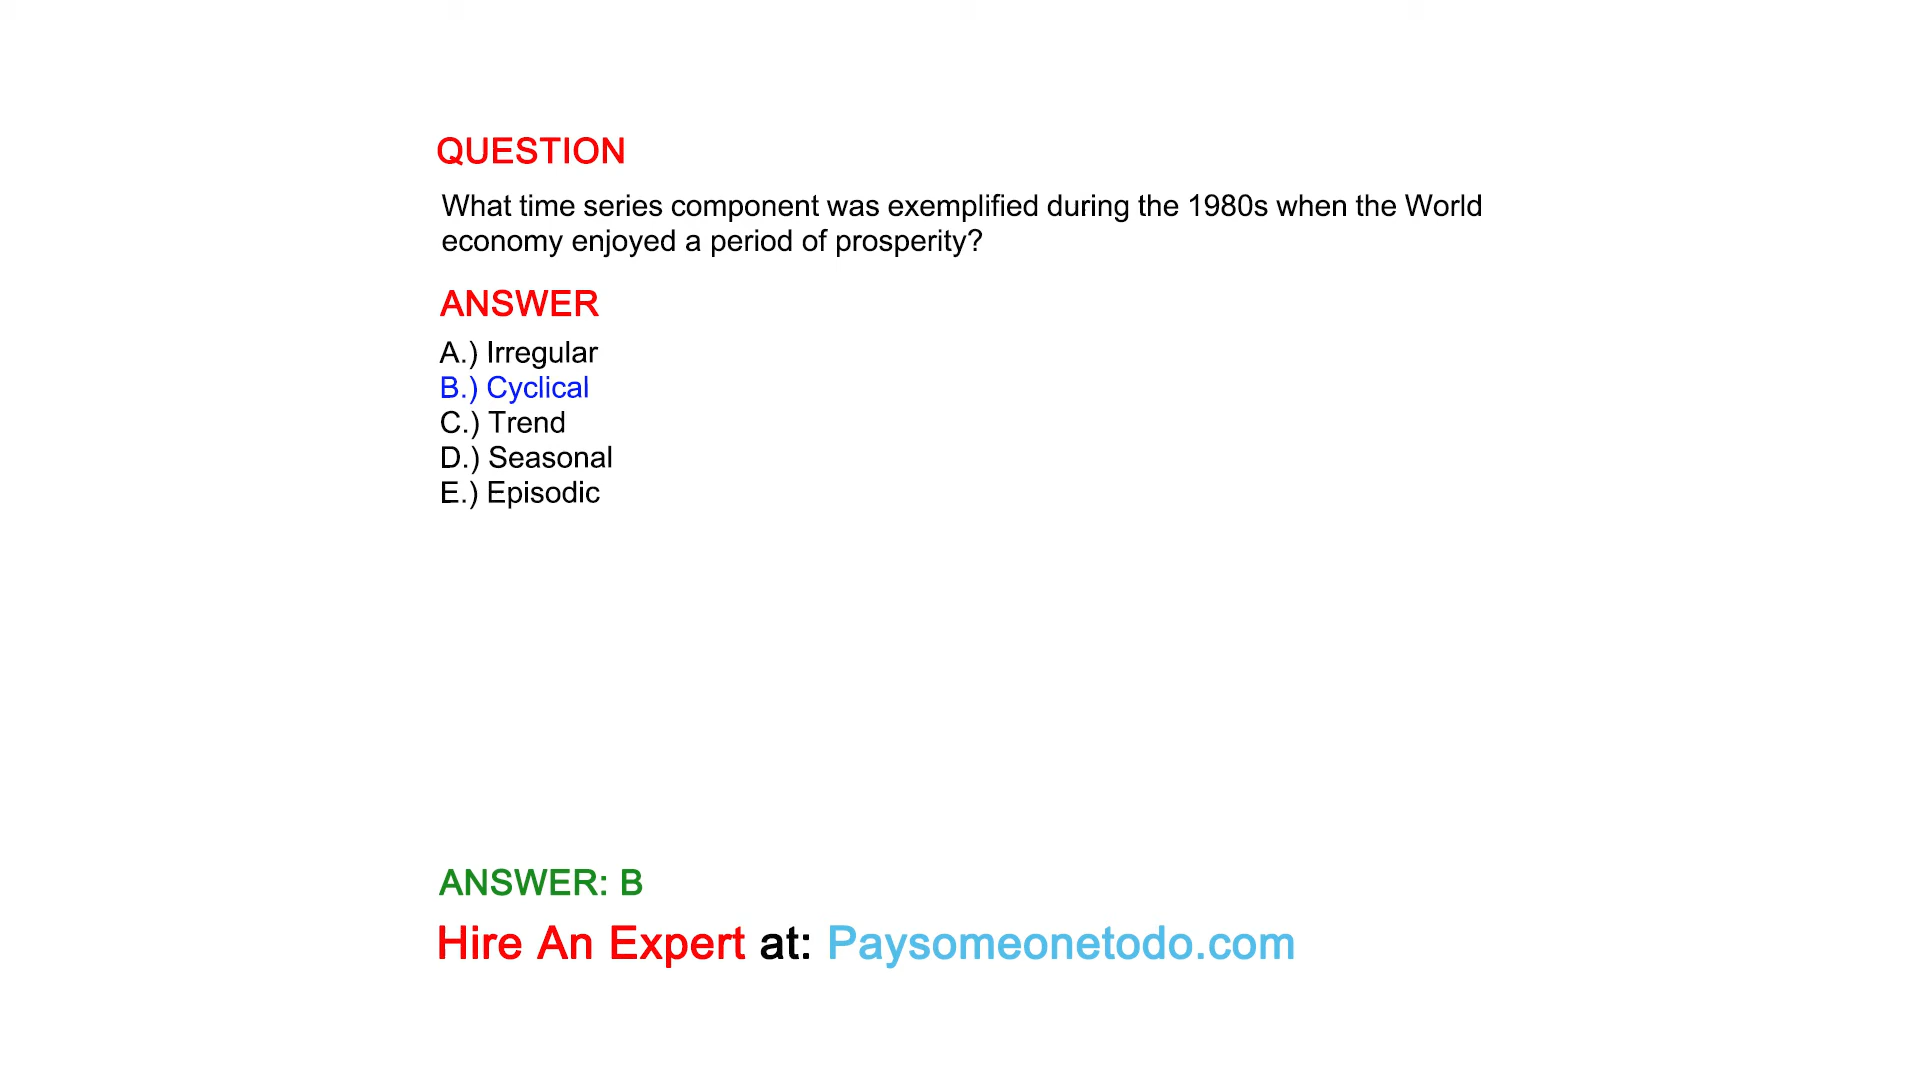 QUESTION
What time series component was exemplified during the 1980s when the World
economy enjoyed a period of prosperity?
ANSWER
A.) Irregular
B.) Cyclical
C.) Trend
D.) Seasonal
E.) Episodic
ANSWER: B
Hire An Expert at: Paysomeonetodo.com